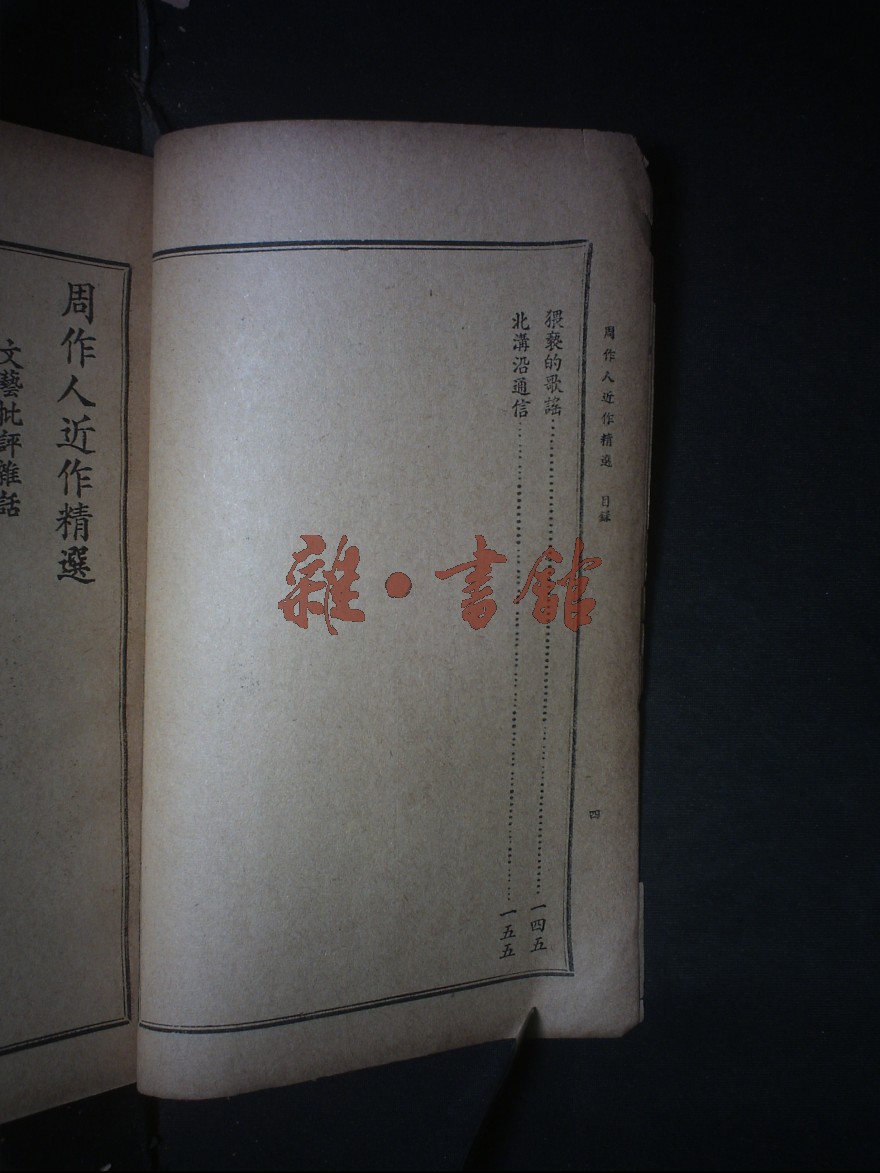 周作人近作精選 目錄
四
猥褻的歌謠……一四五
北溝沿通信……一五五
周作人近作精選
文藝批評雜話
雜·書館